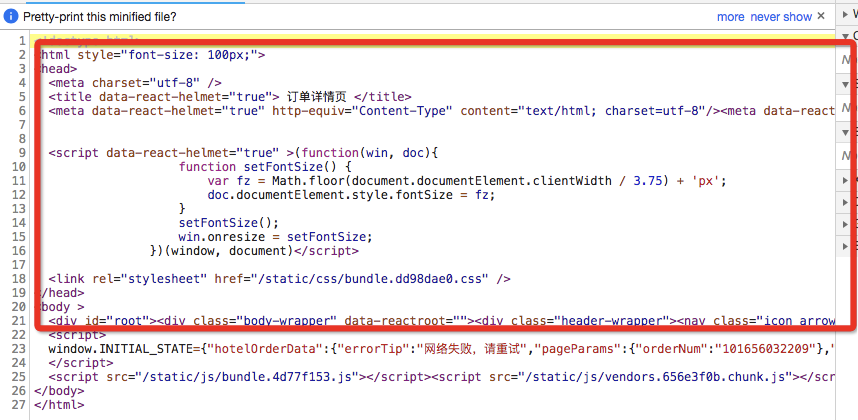 Pretty-print this minified file?
more never show ×
1 <!doctype html>
2 <html style="font-size: 100px;">
3 <head>
4 <meta charset="utf-8" />
5 <title data-react-helmet="true"> 订单详情页 </title>
6 <meta data-react-helmet="true" http-equiv="Content-Type" content="text/html; charset=utf-8"/><meta data-react
7
8
9 <script data-react-helmet="true" >(function(win, doc){
10 function setFontSize() {
11 var fz = Math.floor(document.documentElement.clientWidth / 3.75) + 'px';
12 doc.documentElement.style.fontSize = fz;
13 }
14 setFontSize();
15 win.onresize = setFontSize;
16 })(window, document)</script>
17
18 <link rel="stylesheet" href="/static/css/bundle.dd98dae0.css" />
19 </head>
20 <body >
21 <div id="root"><div class="body-wrapper" data-reactroot=""><div class="header-wrapper"><nav class="icon arrow
22 <script>
23 window.INITIAL_STATE={"hotelOrderData":{"errorTip":"网络失败，请重试","pageParams":{"orderNum":"101656032209"},"
24 </script>
25 <script src="/static/js/bundle.4d77f153.js"></script><script src="/static/js/vendors.656e3f0b.chunk.js"></scr
26 </body>
27 </html>